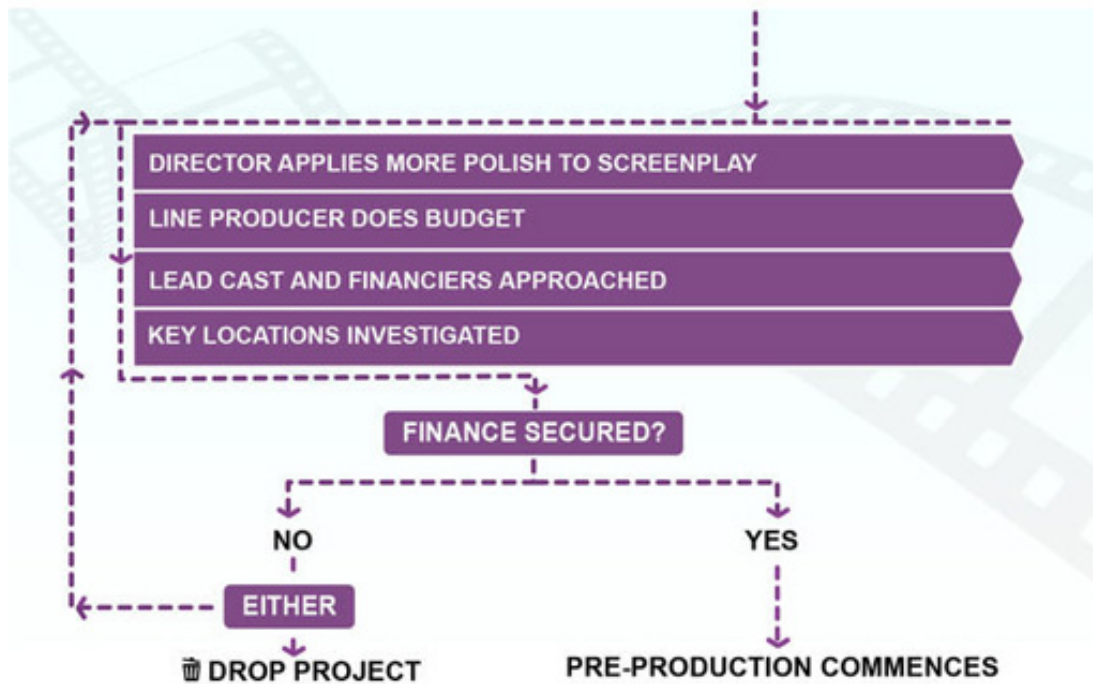 DIRECTOR APPLIES MORE POLISH TO SCREENPLAY
LINE PRODUCER DOES BUDGET
LEAD CAST AND FINANCIERS APPROACHED
KEY LOCATIONS INVESTIGATED
FINANCE SECURED?
NO
YES
EITHER
DROP PROJECT
PRE-PRODUCTION COMMENCES